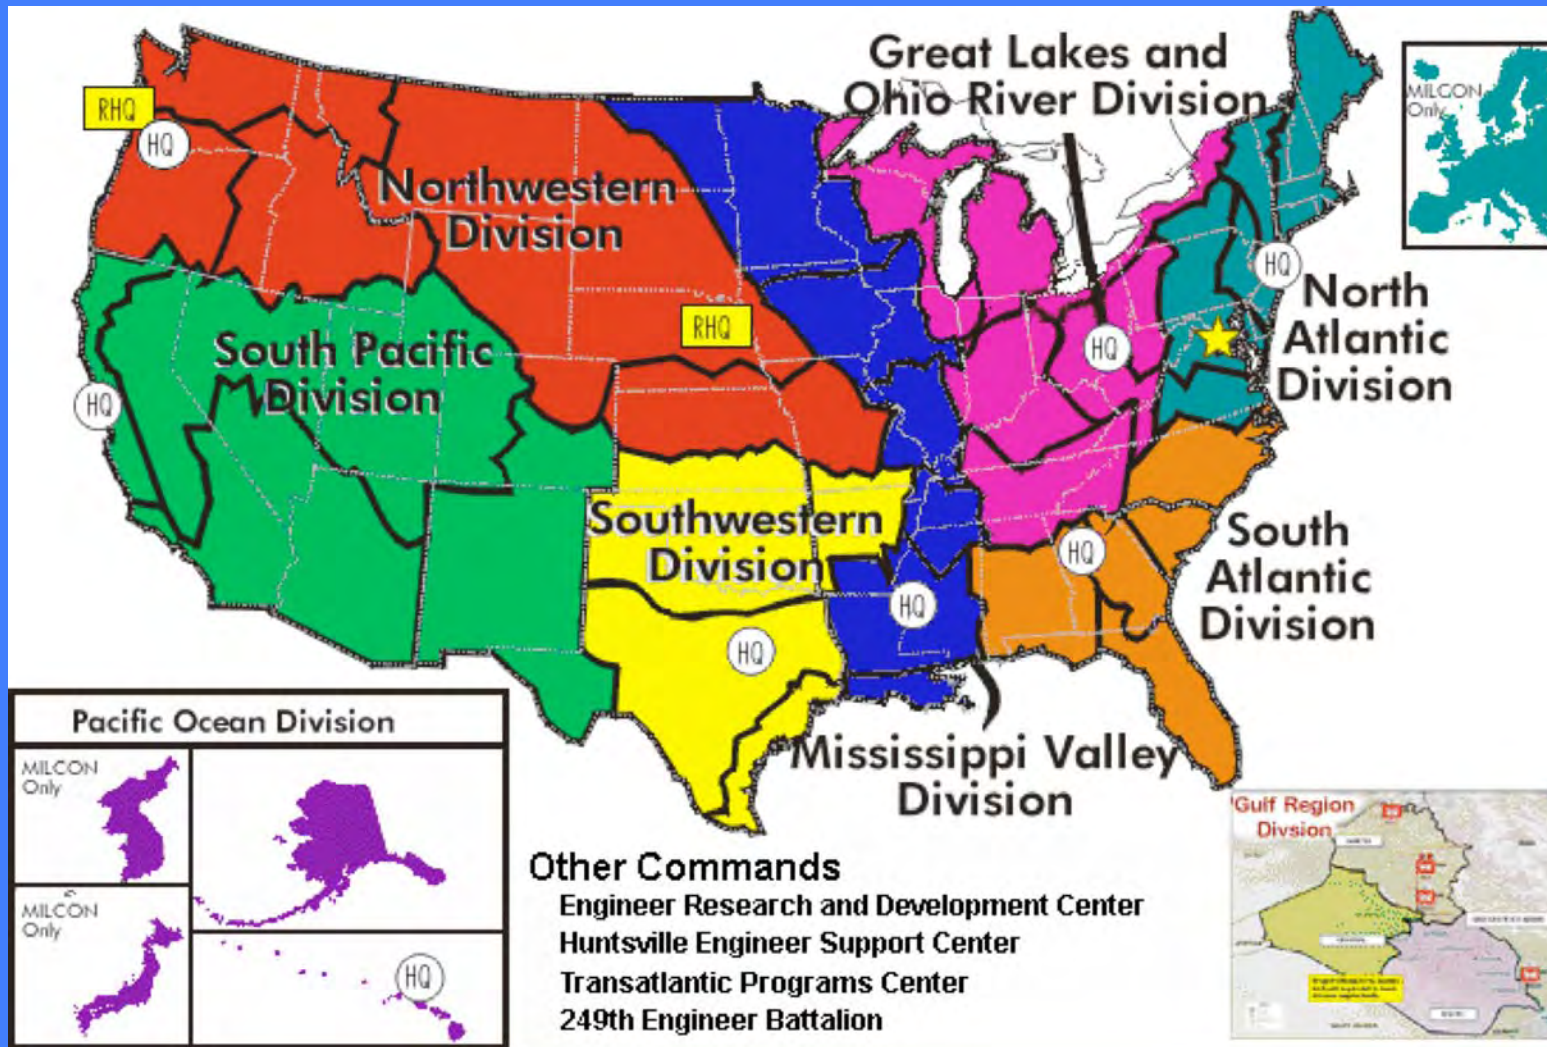 Great Lakes and
Ohio River Division
MILCON
Only
RHQ
HQ
Northwestern
Division
HQ
North
Atlantic
Division
RHQ
South Pacific
Division
HQ
HQ
Southwestern
Division
HQ
South
Atlantic
Division
HQ
HQ
Mississippi Valley
Division
Pacific Ocean Division
MILCON
Only
MILCON
Only
HQ
Gulf Region
Divsion
Other Commands
Engineer Research and Development Center
Huntsville Engineer Support Center
Transatlantic Programs Center
249th Engineer Battalion